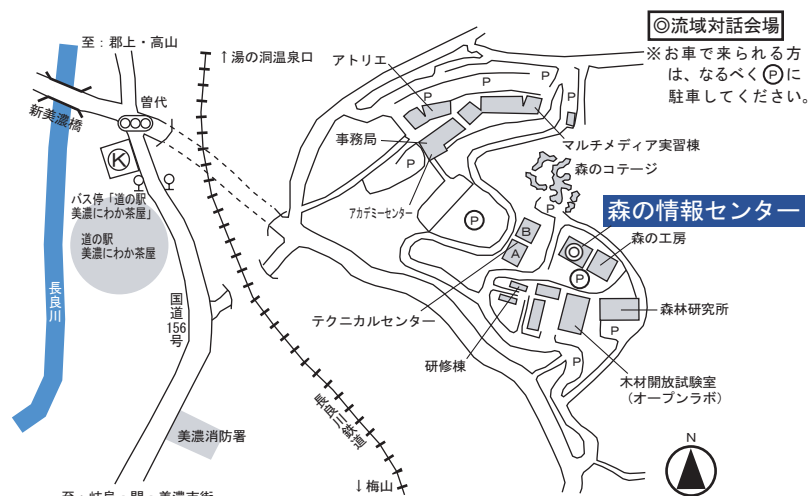 ◎流域対話会場
※お車で来られる方
は、なるべくⓅに
駐車してください。
至：郡上・高山
↑湯の洞温泉口
アトリエ
P
P
P
P
曽代
新美濃橋
事務局
P
マルチメディア実習棟
森のコテージ
Ⓚ
バス停「道の駅
美濃にわか茶屋」
アカデミーセンター
Ⓟ
P
森の情報センター
道の駅
美濃にわか茶屋
B
A
◎
森の工房
Ⓟ
長良川
国道156号
テクニカルセンター
森林研究所
P
研修棟
P
木材開放試験室
（オープンラボ）
長良川鉄道
美濃消防署
N
↓梅山